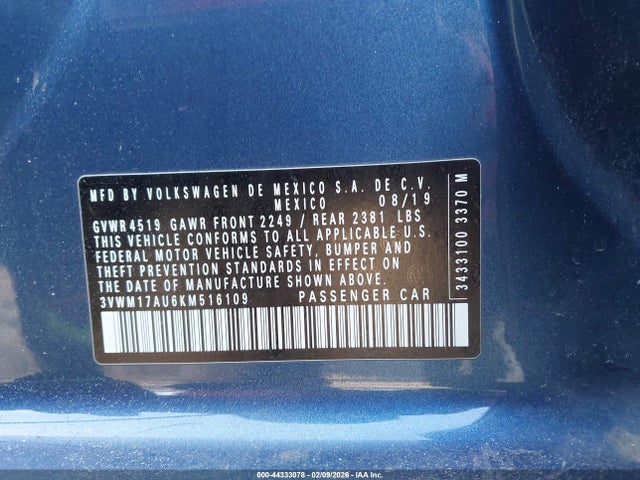 MFD BY VOLKSWAGEN DE MEXICO S.A. DE C.V.
MEXICO 08/19
GVWR 4519 GAWR FRONT 2249 / REAR 2381 LBS
THIS VEHICLE CONFORMS TO ALL APPLICABLE U.S.
FEDERAL MOTOR VEHICLE SAFETY, BUMPER AND
THEFT PREVENTION STANDARDS IN EFFECT ON
THE DATE OF MANUFACTURE SHOWN ABOVE.
3VWM17AU6KM516109 PASSENGER CAR
3433100 3370 M
000-44333078 - 02/09/2026 - IAA Inc.